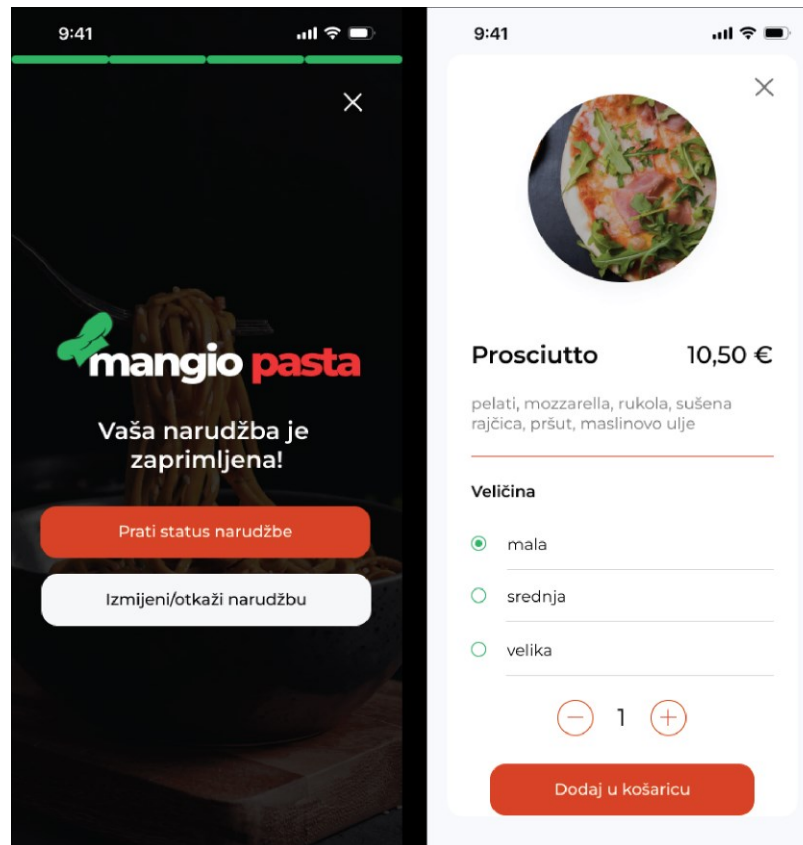 9:41
mangio pasta
Vaša narudžba je
zaprimljena!
Prati status narudžbe
Izmijeni/otkaži narudžbu
9:41
Prosciutto 10,50 €
pelati, mozzarella, rukola, sušena
rajčica, pršut, maslinovo ulje
Veličina
mala
srednja
velika
1
Dodaj u košaricu